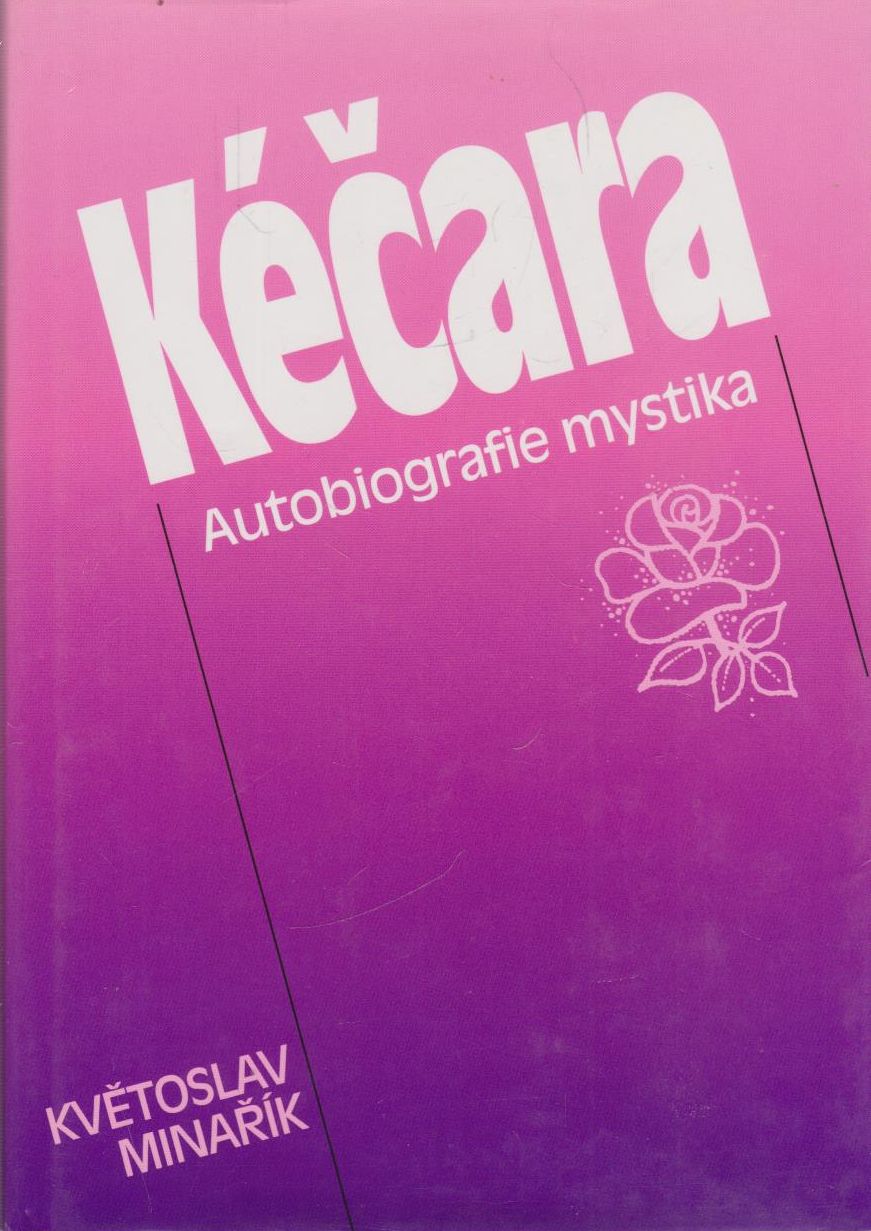 Kéčara
Autobiografie mystika
KVĚTOSLAV
MINAŘÍK